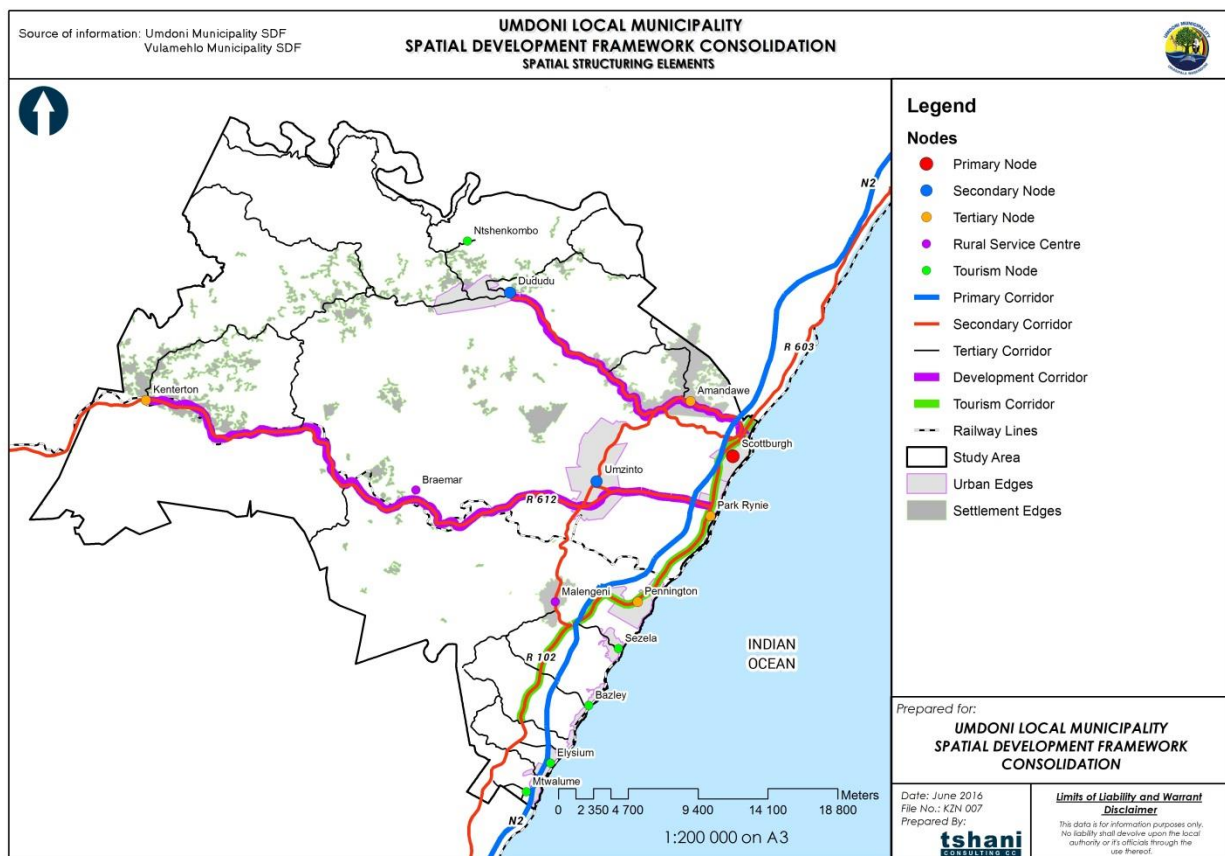 Source of information: Umdoni Municipality SDF
Vulamehlo Municipality SDF
UMDONI LOCAL MUNICIPALITY
SPATIAL DEVELOPMENT FRAMEWORK CONSOLIDATION
SPATIAL STRUCTURING ELEMENTS
UMDONI MUNICIPALITY
N2
R 603
Ntshenkombo
Dududu
Kenterton
Amandawe
Scottburgh
Umzinto
Braemar
R 612
Park Rynie
Malengeni
Pennington
Sezela
R 102
INDIAN
OCEAN
Bazley
Elysium
Mtwalume
N2
Meters
0 2 350 4 700 9 400 14 100 18 800
1:200 000 on A3
Legend
Nodes
Primary Node
Secondary Node
Tertiary Node
Rural Service Centre
Tourism Node
Primary Corridor
Secondary Corridor
Tertiary Corridor
Development Corridor
Tourism Corridor
Railway Lines
Study Area
Urban Edges
Settlement Edges
Prepared for:
UMDONI LOCAL MUNICIPALITY
SPATIAL DEVELOPMENT FRAMEWORK
CONSOLIDATION
Date: June 2016
File No.: KZN 007
Prepared By:
tshani
CONSULTING CC
Limits of Liability and Warrant
Disclaimer
This data is for information purposes only.
No liability shall devolve upon the local
authority or it's officials through the
use thereof.